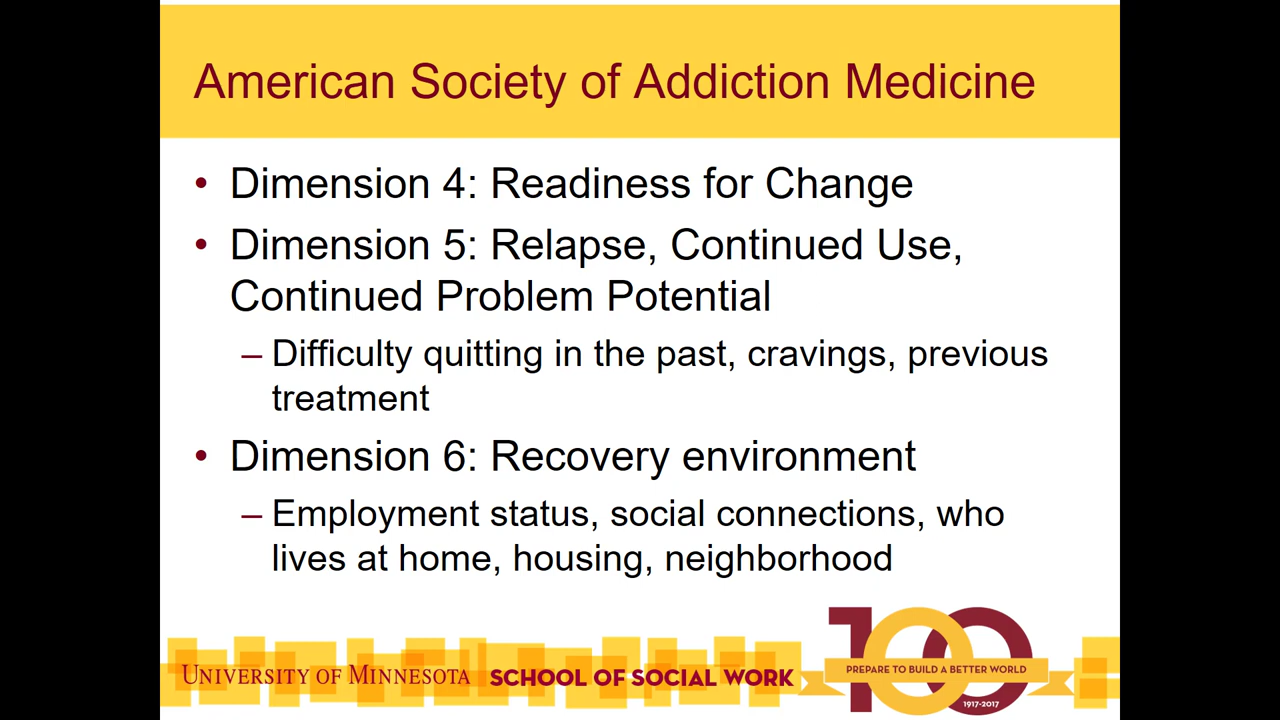 American Society of Addiction Medicine
• Dimension 4: Readiness for Change
• Dimension 5: Relapse, Continued Use,
Continued Problem Potential
– Difficulty quitting in the past, cravings, previous
treatment
• Dimension 6: Recovery environment
– Employment status, social connections, who
lives at home, housing, neighborhood
UNIVERSITY OF MINNESOTA SCHOOL OF SOCIAL WORK
100
PREPARE TO BUILD A BETTER WORLD
1917-2017